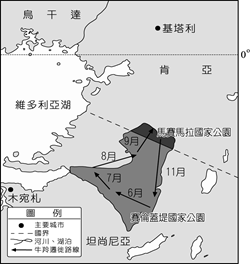 烏干達
基塔利
0°
肯亞
維多利亞湖
9月
馬賽馬拉國家公園
8月
11月
7月
木宛札
6月
賽倫蓋堤國家公園
坦尚尼亞
圖例
主要城市
國界
河川、湖泊
牛羚遷徙路線